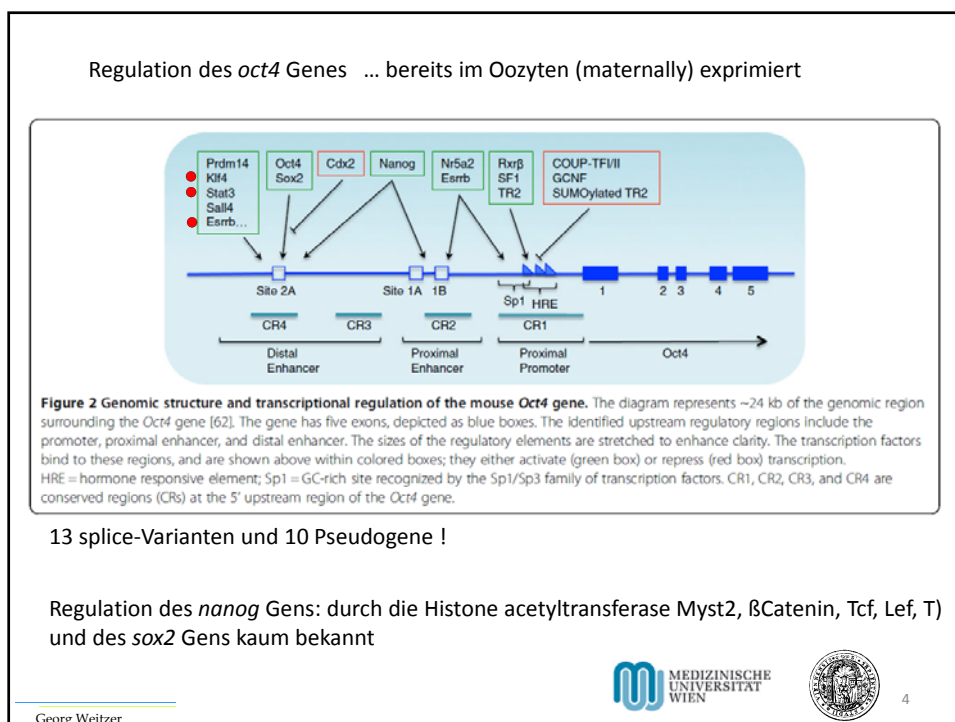 Regulation des oct4 Genes ... bereits im Oozyten (maternally) exprimiert
Prdm14
Klf4
Stat3
Sall4
Esrrb...
Oct4
Sox2
Cdx2
Nanog
Nr5a2
Esrrb
Rxrβ
SF1
TR2
COUP-TFI/II
GCNF
SUMOylated TR2
Site 2A
Site 1A
1B
Sp1
HRE
1
2
3
4
5
CR4
CR3
CR2
CR1
Distal
Enhancer
Proximal
Enhancer
Proximal
Promoter
Oct4
Figure 2 Genomic structure and transcriptional regulation of the mouse Oct4 gene. The diagram represents ~24 kb of the genomic region
surrounding the Oct4 gene [62]. The gene has five exons, depicted as blue boxes. The identified upstream regulatory regions include the
promoter, proximal enhancer, and distal enhancer. The sizes of the regulatory elements are stretched to enhance clarity. The transcription factors
bind to these regions, and are shown above within colored boxes; they either activate (green box) or repress (red box) transcription.
HRE = hormone responsive element; Sp1 = GC-rich site recognized by the Sp1/Sp3 family of transcription factors. CR1, CR2, CR3, and CR4 are
conserved regions (CRs) at the 5' upstream region of the Oct4 gene.
13 splice-Varianten und 10 Pseudogene !
Regulation des nanog Gens: durch die Histone acetyltransferase Myst2, ßCatenin, Tcf, Lef, T)
und des sox2 Gens kaum bekannt
MEDIZINISCHE
UNIVERSITÄT
WIEN
4
Georg Weitzer